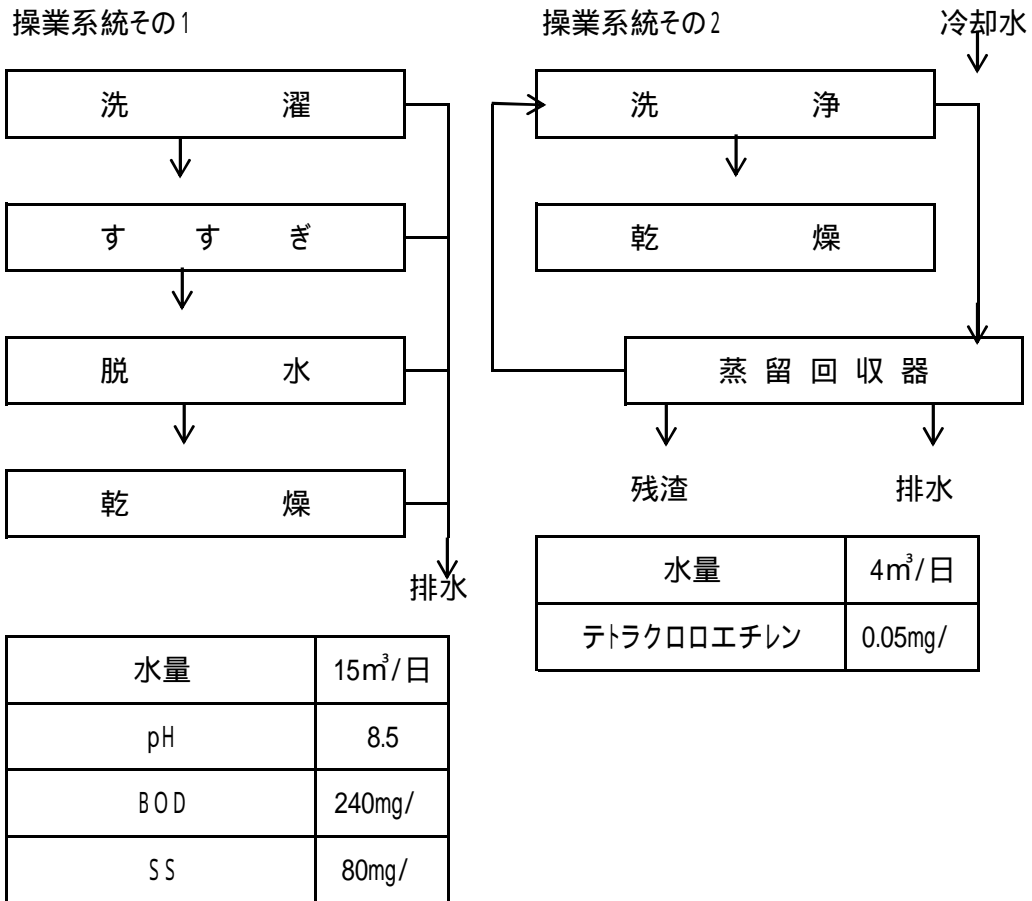 操業系統その1
洗濯
すすぎ
脱水
乾燥
排水
水量 15㎥/日
pH 8.5
BOD 240mg/
SS 80mg/
操業系統その2
冷却水
洗浄
乾燥
蒸留回収器
残渣 排水
水量 4㎥/日
テトラクロロエチレン 0.05mg/